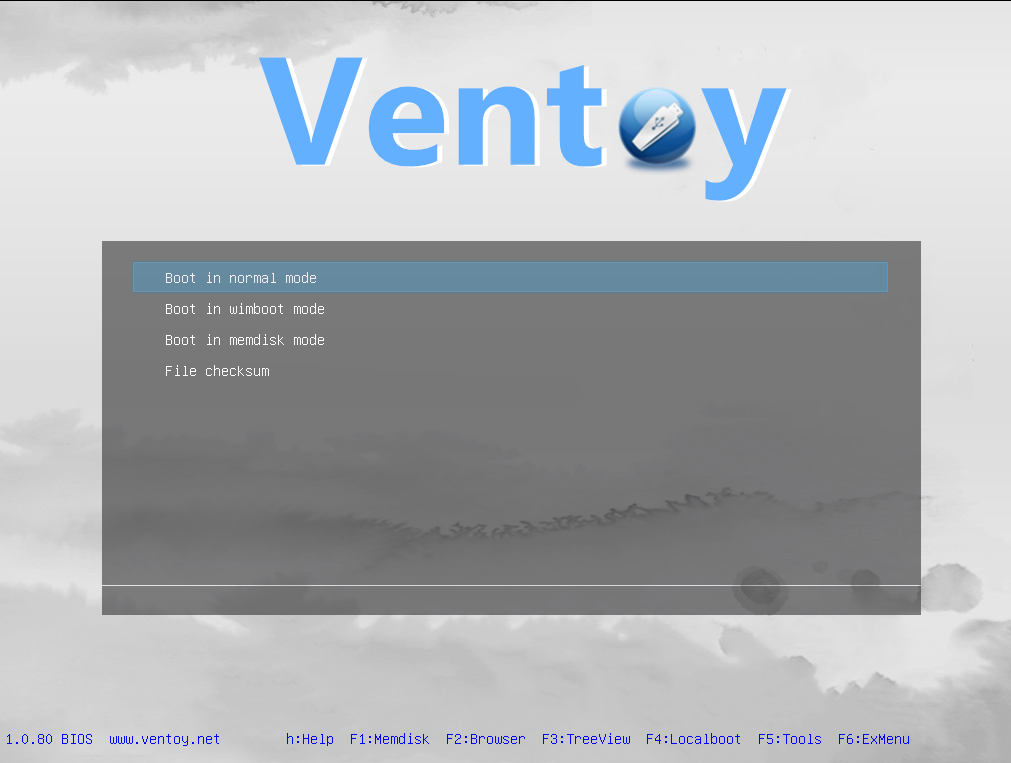 Ventoy
Boot in normal mode
Boot in wimboot mode
Boot in memdisk mode
File checksum
1.0.80 BIOS www.ventoy.net h:Help F1:Memdisk F2:Browser F3:TreeView F4:Localboot F5:Tools F6:ExMenu